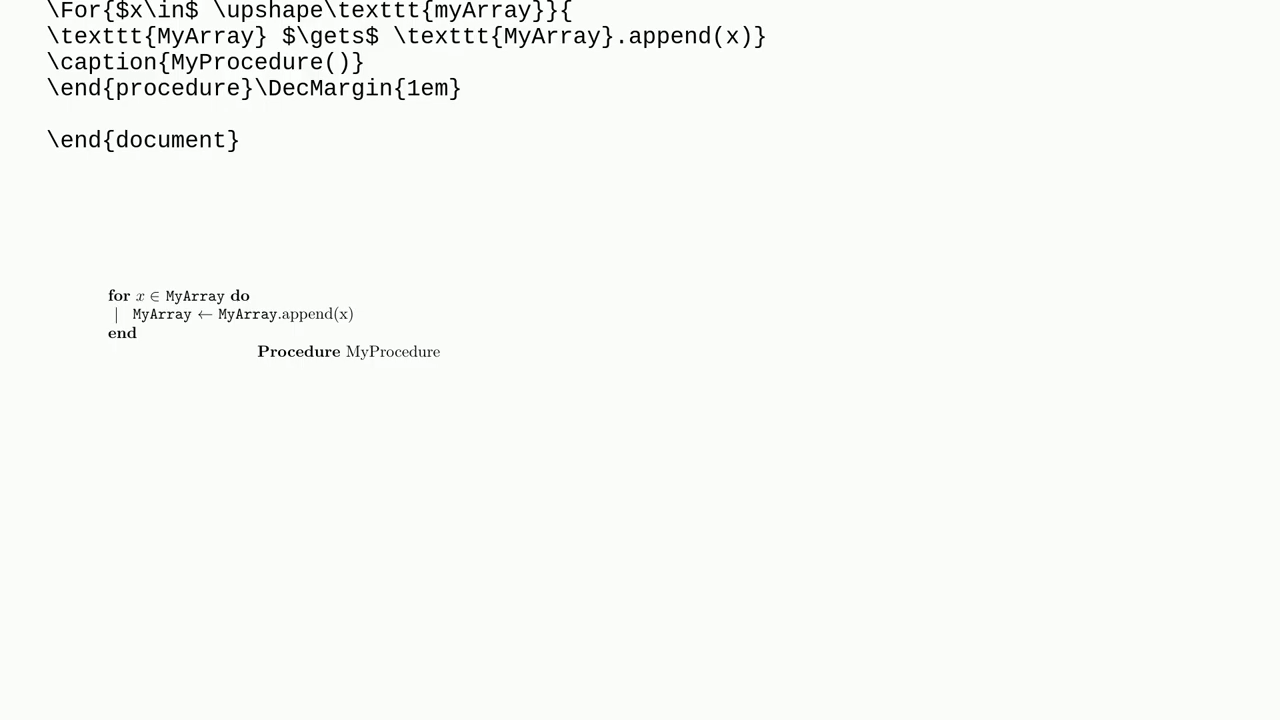 \For{$x\in$ \upshape\texttt{myArray}}{
\texttt{MyArray} $\gets$ \texttt{MyArray}.append(x)}
\caption{MyProcedure()}
\end{procedure}\DecMargin{1em}
\end{document}
for x ∈ MyArray do
| MyArray ← MyArray.append(x)
end
Procedure MyProcedure